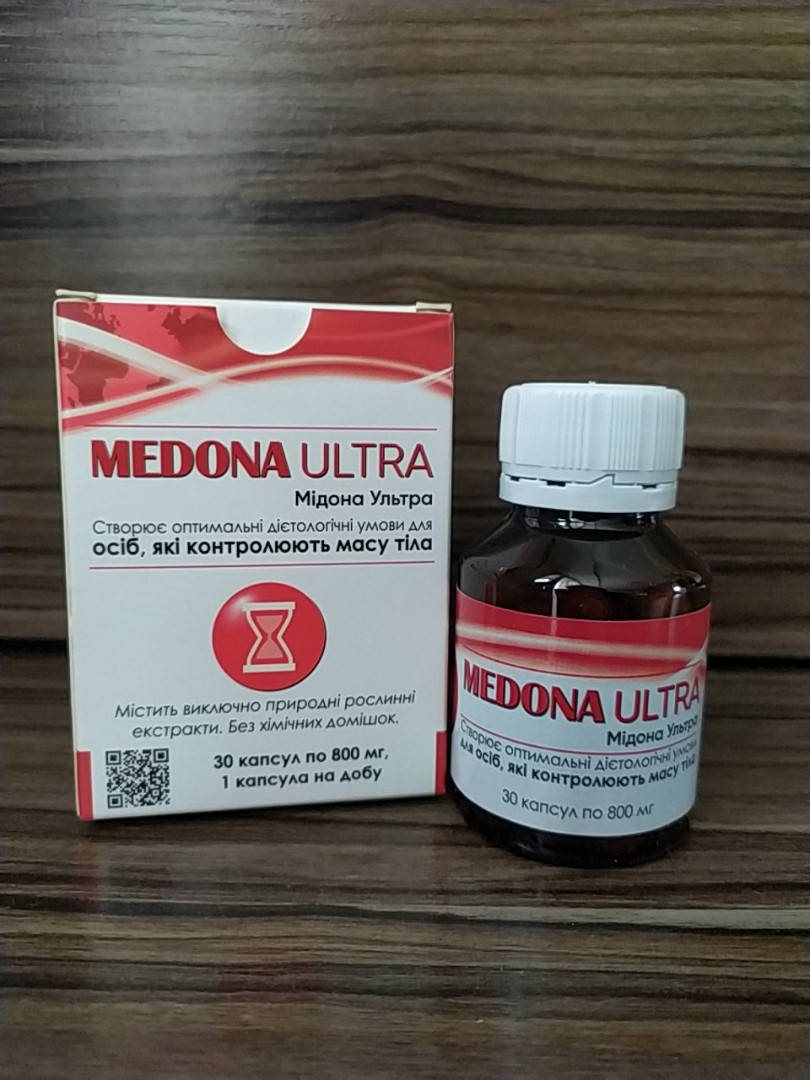 MEDONA ULTRA
Мідона Ультра
Створює оптимальні дієтологічні умови для
осіб, які контролюють масу тіла
Містить виключно природні рослинні
екстракти. Без хімічних домішок.
30 капсул по 800 мг,
1 капсула на добу
MEDONA ULTRA
Мідона Ультра
Створює оптимальні дієтологічні умови
для осіб, які контролюють масу тіла
30 капсул по 800 мг